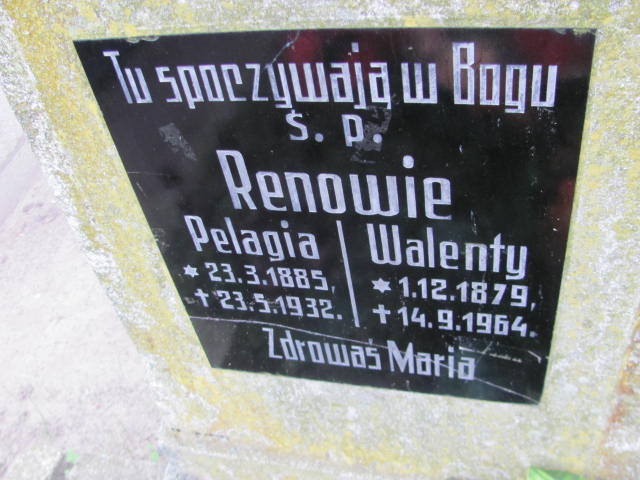 Tu spoczywają w Bogu
Ś. P.
Renowie
Pelagia
* 23.3.1885,
✝ 23.5.1932.
Walenty
* 1.12.1879,
✝ 14.9.1964.
Zdrowaś Maria